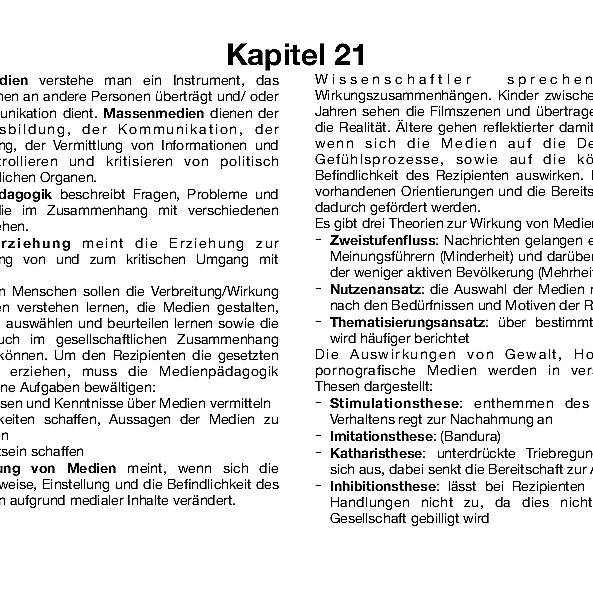 Kapitel 21
dien verstehe man ein Instrument, das
nen an andere Personen überträgt und/ oder
unikation dient. Massenmedien dienen der
sbildung, der Kommunikation, der
ng, der Vermittlung von Informationen und
trollieren und kritisieren von politisch
lichen Organen.
dagogik beschreibt Fragen, Probleme und
die im Zusammenhang mit verschiedenen
ehen.
rziehung meint die Erziehung zur
ng von und zum kritischen Umgang mit
n Menschen sollen die Verbreitung/Wirkung
en verstehen lernen, die Medien gestalten,
auswählen und beurteilen lernen sowie die
uch im gesellschaftlichen Zusammenhang
können. Um den Rezipienten die gesetzten
erziehen, muss die Medienpädagogik
ne Aufgaben bewältigen:
sen und Kenntnisse über Medien vermitteln
keiten schaffen, Aussagen der Medien zu
n
tsein schaffen
ung von Medien meint, wenn sich die
weise, Einstellung und die Befindlichkeit des
n aufgrund medialer Inhalte verändert.
Wissenschaftler sprechen
Wirkungszusammenhängen. Kinder zwische
Jahren sehen die Filmszenen und übertrage
die Realität. Ältere gehen reflektierter damit
wenn sich die Medien auf die De
Gefühlsprozesse, sowie auf die kö
Befindlichkeit des Rezipienten auswirken.
vorhandenen Orientierungen und die Bereits
dadurch gefördert werden.
Es gibt drei Theorien zur Wirkung von Medie
- Zweistufenfluss: Nachrichten gelangen e
Meinungsführern (Minderheit) und darübe
der weniger aktiven Bevölkerung (Mehrhei
- Nutzenansatz: die Auswahl der Medien r
nach den Bedürfnissen und Motiven der R
- Thematisierungsansatz: über bestimmt
wird häufiger berichtet
Die Auswirkungen von Gewalt, Ho
pornografische Medien werden in vers
Thesen dargestellt:
- Stimulationsthese: enthemmen des
Verhaltens regt zur Nachahmung an
- Imitationsthese: (Bandura)
- Katharisthese: unterdrückte Triebregun
sich aus, dabei senkt die Bereitschaft zur A
- Inhibitionsthese: lässt bei Rezipienten
Handlungen nicht zu, da dies nicht
Gesellschaft gebilligt wird